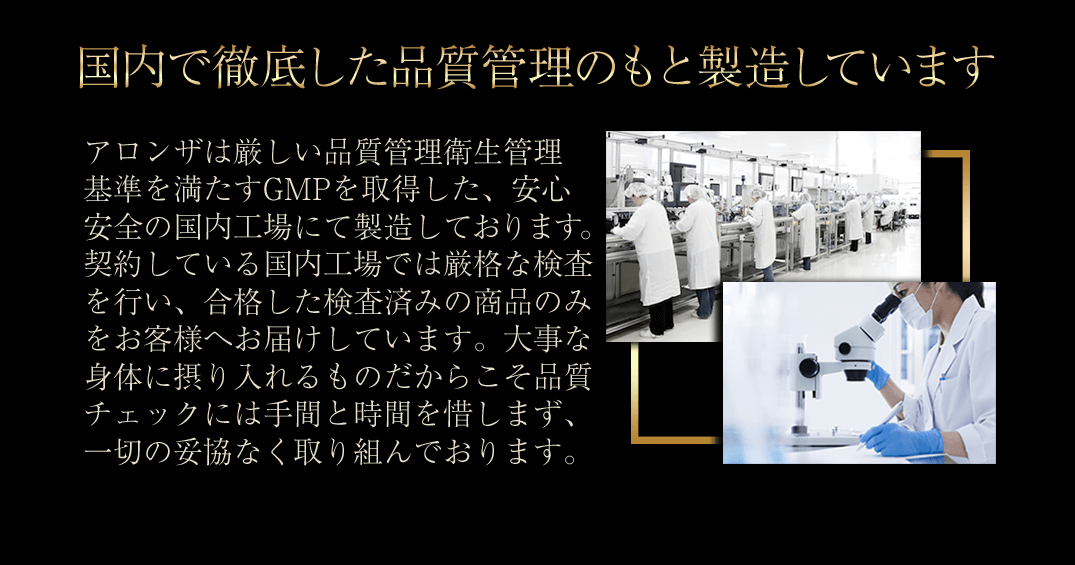 国内で徹底した品質管理のもと製造しています
アロンザは厳しい品質管理衛生管理
基準を満たすGMPを取得した、安心
安全の国内工場にて製造しております。
契約している国内工場では厳格な検査
を行い、合格した検査済みの商品のみ
をお客様へお届けしています。大事な
身体に摂り入れるものだからこそ品質
チェックには手間と時間を惜しまず、
一切の妥協なく取り組んでおります。